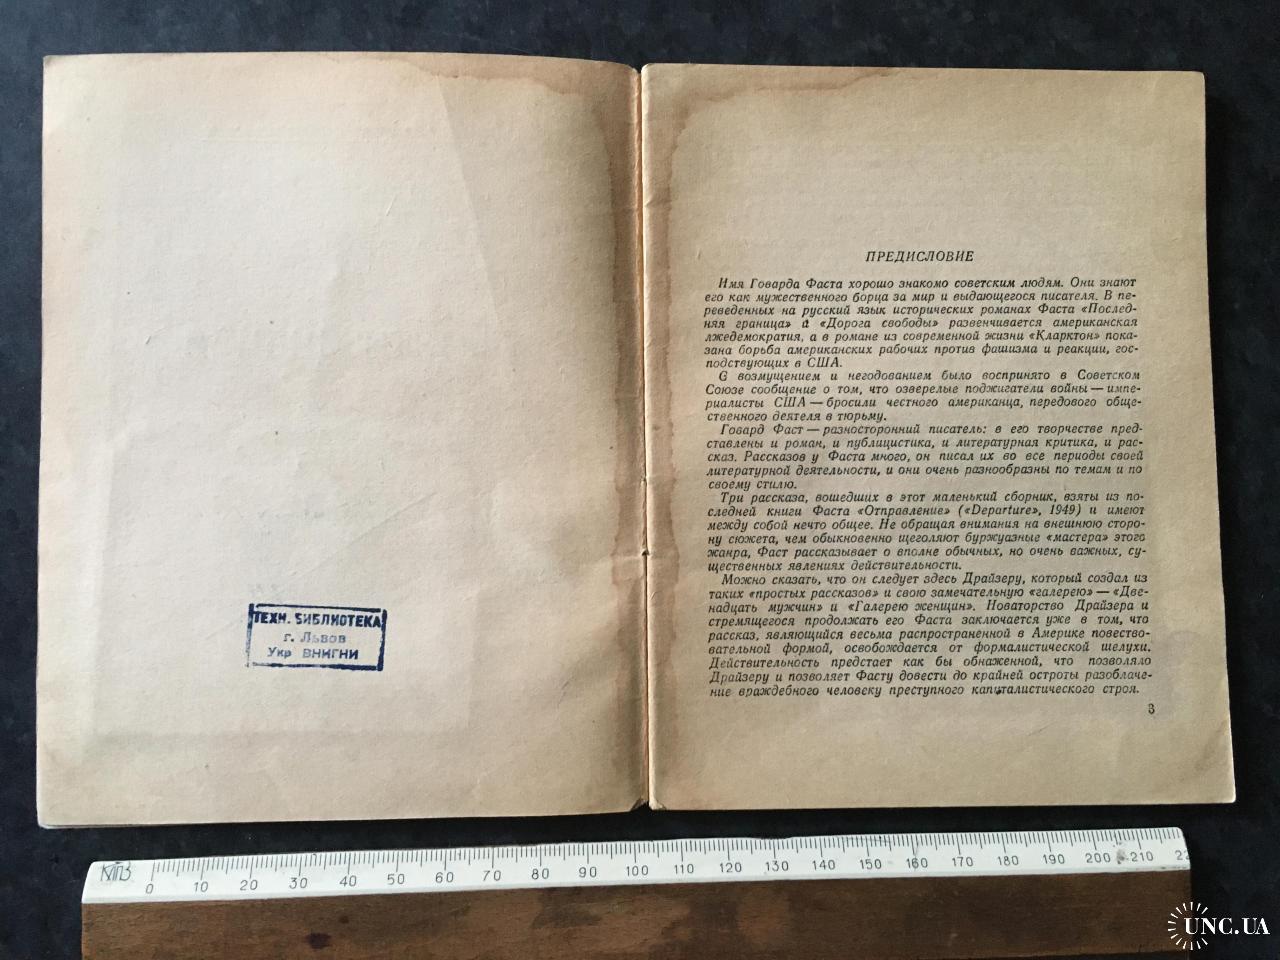 ТЕХН. БИБЛИОТЕКА
г. Львов
Укр ВНИГНИ
ПРЕДИСЛОВИЕ
Имя Говарда Фаста хорошо знакомо советским людям. Они знают
его как мужественного борца за мир и выдающегося писателя. В пе-
реведенных на русский язык исторических романах Фаста «Послед-
няя граница» и «Дорога свободы» развенчивается американская
лжедемократия, а в романе из современной жизни «Кларктон» пока-
зана борьба американских рабочих против фашизма и реакции, гос-
подствующих в США.
С возмущением и негодованием было воспринято в Советском
Союзе сообщение о том, что озверелые поджигатели войны — импе-
риалисты США — бросили честного американца, передового обще-
ственного деятеля в тюрьму.
Говард Фаст — разносторонний писатель: в его творчестве пред-
ставлены и роман, и публицистика, и литературная критика, и рас-
сказ. Рассказов у Фаста много, он писал их во все периоды своей
литературной деятельности, и они очень разнообразны по темам и по
своему стилю.
Три рассказа, вошедших в этот маленький сборник, взяты из по-
следней книги Фаста «Отправление» («Departure», 1949) и имеют
между собой нечто общее. Не обращая внимания на внешнюю сторо-
ну сюжета, чем обыкновенно щеголяют буржуазные «мастера» этого
жанра, Фаст рассказывает о вполне обычных, но очень важных, су-
щественных явлениях действительности.
Можно сказать, что он следует здесь Драйзеру, который создал из
таких «простых рассказов» и свою замечательную «галерею» — «Две-
надцать мужчин» и «Галерею женщин». Новаторство Драйзера и
стремящегося продолжать его Фаста заключается уже в том, что
рассказ, являющийся весьма распространенной в Америке повество-
вательной формой, освобождается от формалистической шелухи.
Действительность предстает как бы обнаженной, что позволяло
Драйзеру и позволяет Фасту довести до крайней остроты разоблаче-
ние враждебного человеку преступного капиталистического строя.
3
0 10 20 30 40 50 60 70 80 90 100 110 120 130 140 150 160 170 180 190 200 210 22
UNC.UA